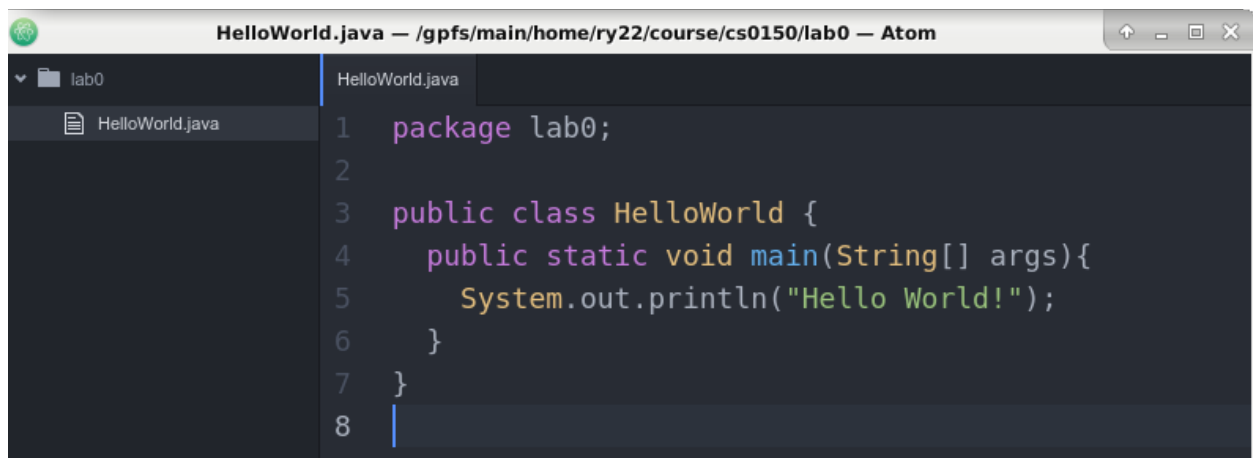 HelloWorld.java — /gpfs/main/home/ry22/course/cs0150/lab0 — Atom
lab0
HelloWorld.java
HelloWorld.java
1 package lab0;
2
3 public class HelloWorld {
4   public static void main(String[] args){
5     System.out.println("Hello World!");
6   }
7 }
8